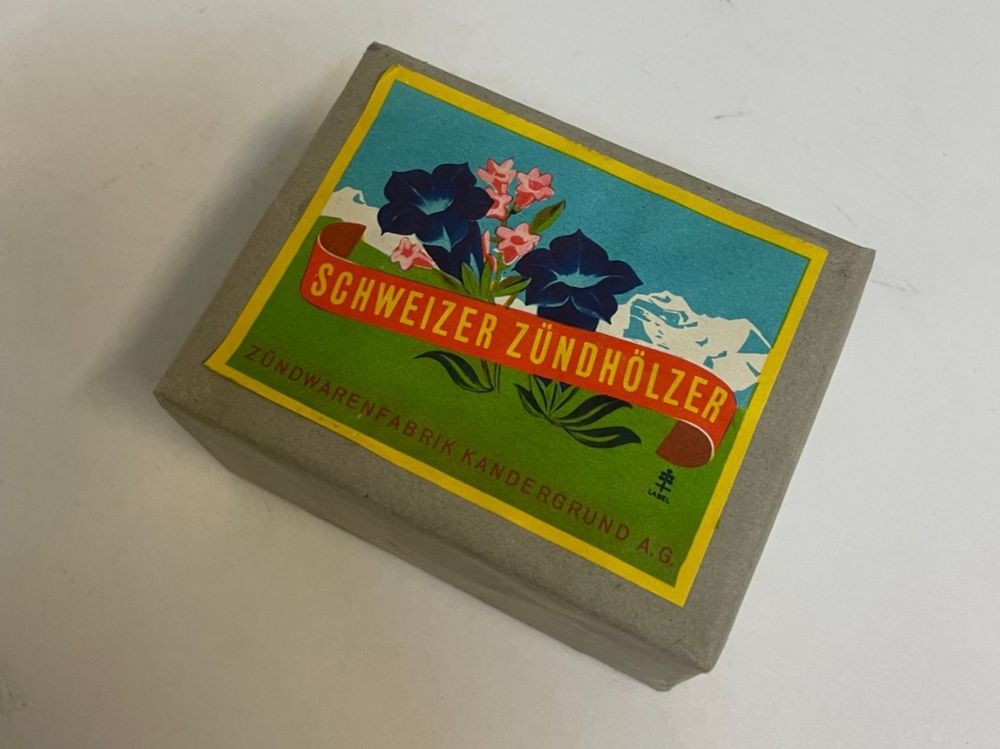 SCHWEIZER ZÜNDHÖLZER
ZÜNDWARENFABRIK KANDERGRUND A.G.
LABEL